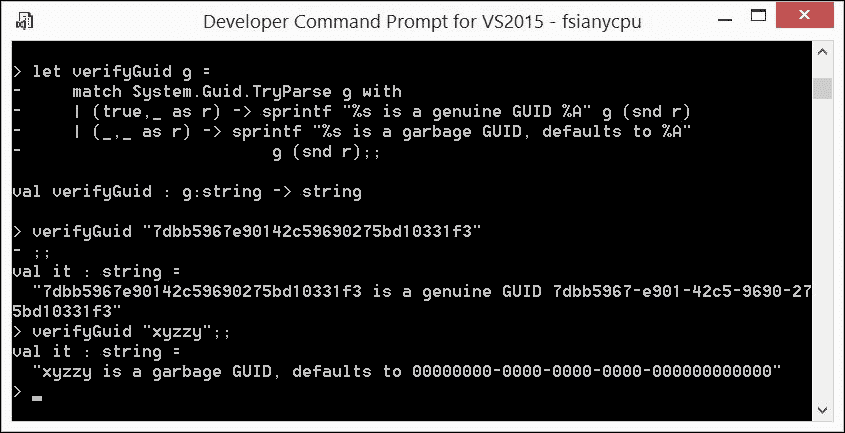 Developer Command Prompt for VS2015 - fsianycpu
> let verifyGuid g =
-     match System.Guid.TryParse g with
-     | (true,_ as r) -> sprintf "%s is a genuine GUID %A" g (snd r)
-     | (_,_ as r) -> sprintf "%s is a garbage GUID, defaults to %A"
-                       g (snd r);;
val verifyGuid : g:string -> string
> verifyGuid "7dbb5967e90142c59690275bd10331f3"
- ;;
val it : string =
  "7dbb5967e90142c59690275bd10331f3 is a genuine GUID 7dbb5967-e901-42c5-9690-27
5bd10331f3"
> verifyGuid "xyzzy";;
val it : string =
  "xyzzy is a garbage GUID, defaults to 00000000-0000-0000-0000-000000000000"
> _